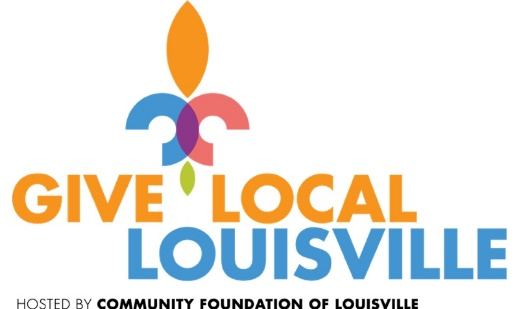 GIVE LOCAL
LOUISVILLE
HOSTED BY COMMUNITY FOUNDATION OF LOUISVILLE